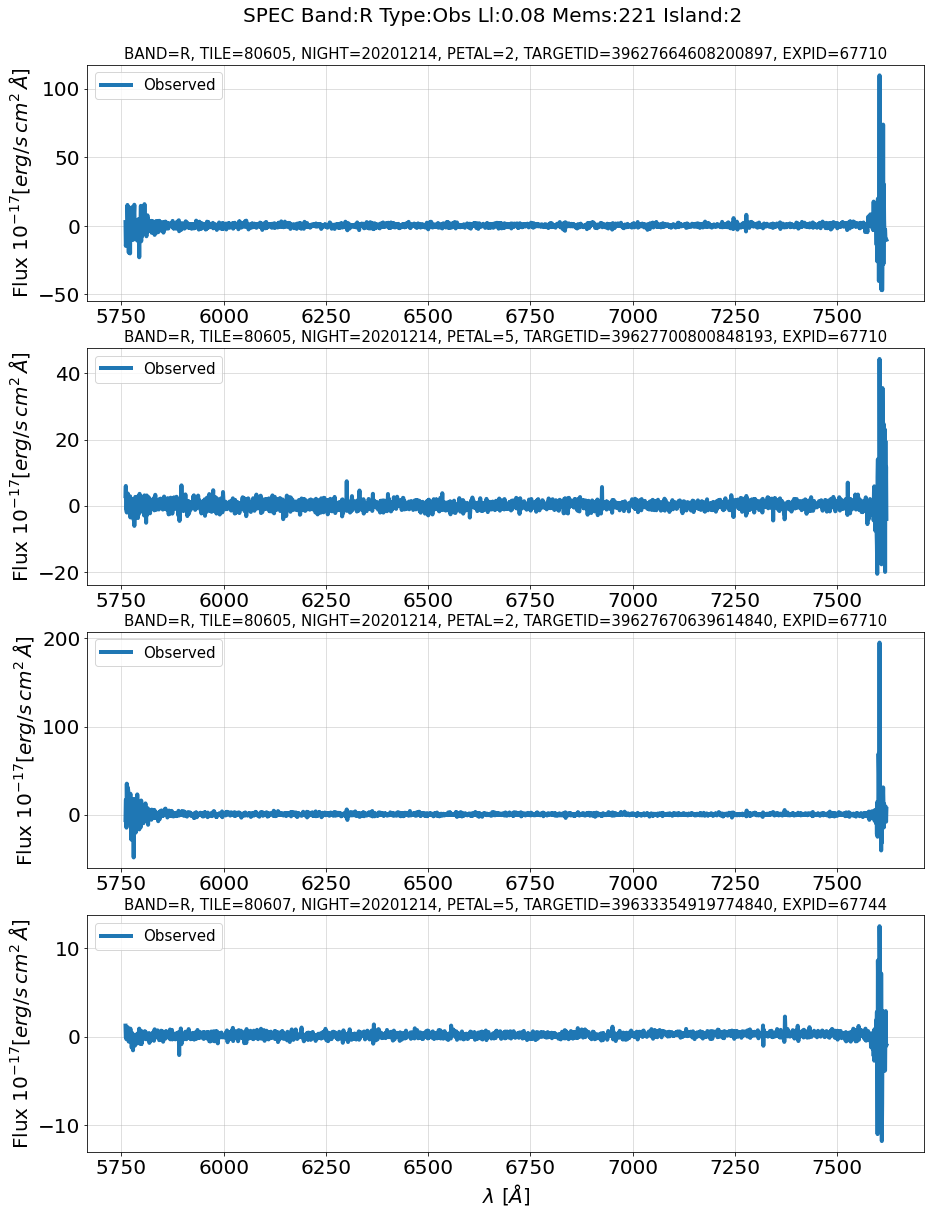 SPEC Band:R Type:Obs Ll:0.08 Mems:221 Island:2
BAND=R, TILE=80605, NIGHT=20201214, PETAL=2, TARGETID=39627664608200897, EXPID=67710
Observed
Flux 10⁻¹⁷[erg/s cm² Å]
100
50
0
−50
5750 6000 6250 6500 6750 7000 7250 7500
BAND=R, TILE=80605, NIGHT=20201214, PETAL=5, TARGETID=39627700800848193, EXPID=67710
Observed
Flux 10⁻¹⁷[erg/s cm² Å]
40
20
0
−20
5750 6000 6250 6500 6750 7000 7250 7500
BAND=R, TILE=80605, NIGHT=20201214, PETAL=2, TARGETID=39627670639614840, EXPID=67710
Observed
Flux 10⁻¹⁷[erg/s cm² Å]
200
100
0
5750 6000 6250 6500 6750 7000 7250 7500
BAND=R, TILE=80607, NIGHT=20201214, PETAL=5, TARGETID=39633354919774840, EXPID=67744
Observed
Flux 10⁻¹⁷[erg/s cm² Å]
10
0
−10
5750 6000 6250 6500 6750 7000 7250 7500
λ [Å]